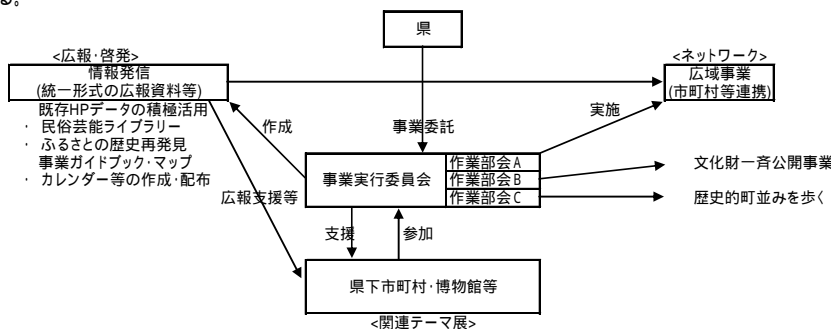 る。
県
<広報・啓発>
情報発信
(統一形式の広報資料等)
既存HPデータの積極活用
・ 民俗芸能ライブラリー
・ ふるさとの歴史再発見
事業ガイドブック・マップ
・ カレンダー等の作成・配布
<ネットワーク>
広域事業
(市町村等連携)
作成
事業委託
実施
広報支援等
事業実行委員会
作業部会A
作業部会B
作業部会C
文化財一斉公開事業
歴史的町並みを歩く
支援
参加
県下市町村・博物館等
<関連テーマ展>